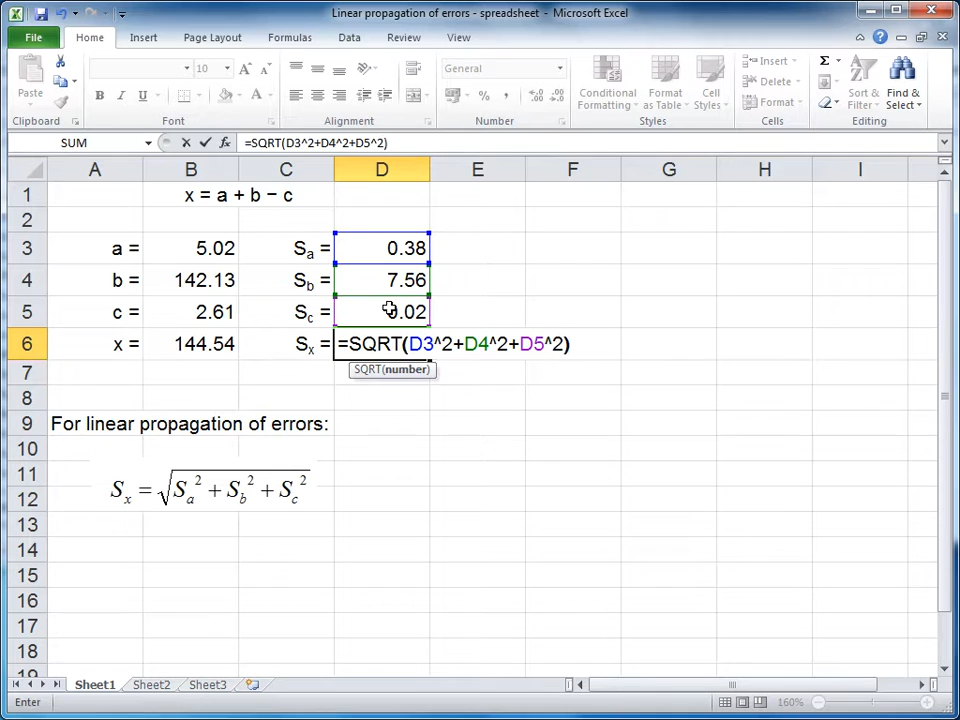 Linear propagation of errors - spreadsheet - Microsoft Excel
File Home Insert Page Layout Formulas Data Review View
Paste
10
General
Conditional Formatting
Format as Table
Cell Styles
Insert
Delete
Format
Sort & Filter
Find & Select
Clipboard Font Alignment Number Styles Cells Editing
SUM =SQRT(D3^2+D4^2+D5^2)
A B C D E F G H I
1 x = a + b − c
2
3 a = 5.02 Sa = 0.38
4 b = 142.13 Sb = 7.56
5 c = 2.61 Sc = 0.02
6 x = 144.54 Sx = =SQRT(D3^2+D4^2+D5^2)
7 SQRT(number)
8
9 For linear propagation of errors:
10
11
Sx = √Sa² + Sb² + Sc²
12
13
14
15
16
17
18
19
Sheet1 Sheet2 Sheet3
Enter 160%